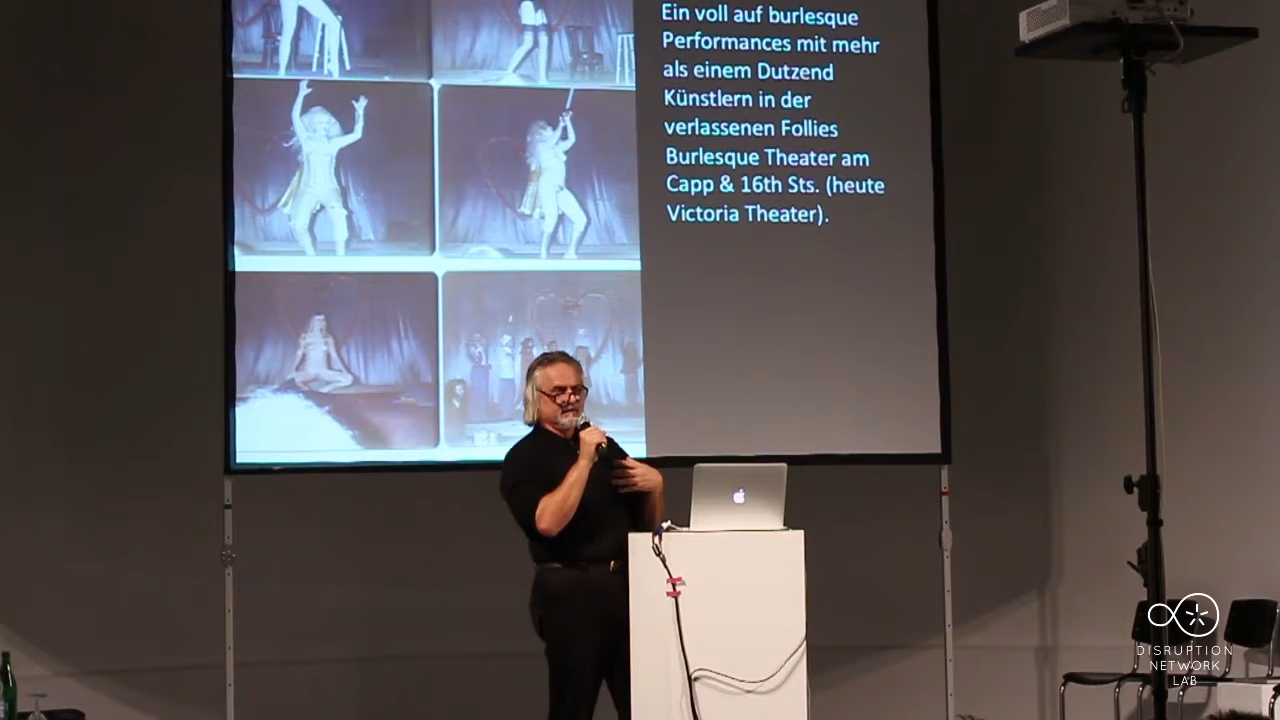 Ein voll auf burlesque
Performances mit mehr
als einem Dutzend
Künstlern in der
verlassenen Follies
Burlesque Theater am
Capp & 16th Sts. (heute
Victoria Theater).
DISRUPTION
NETWORK
LAB